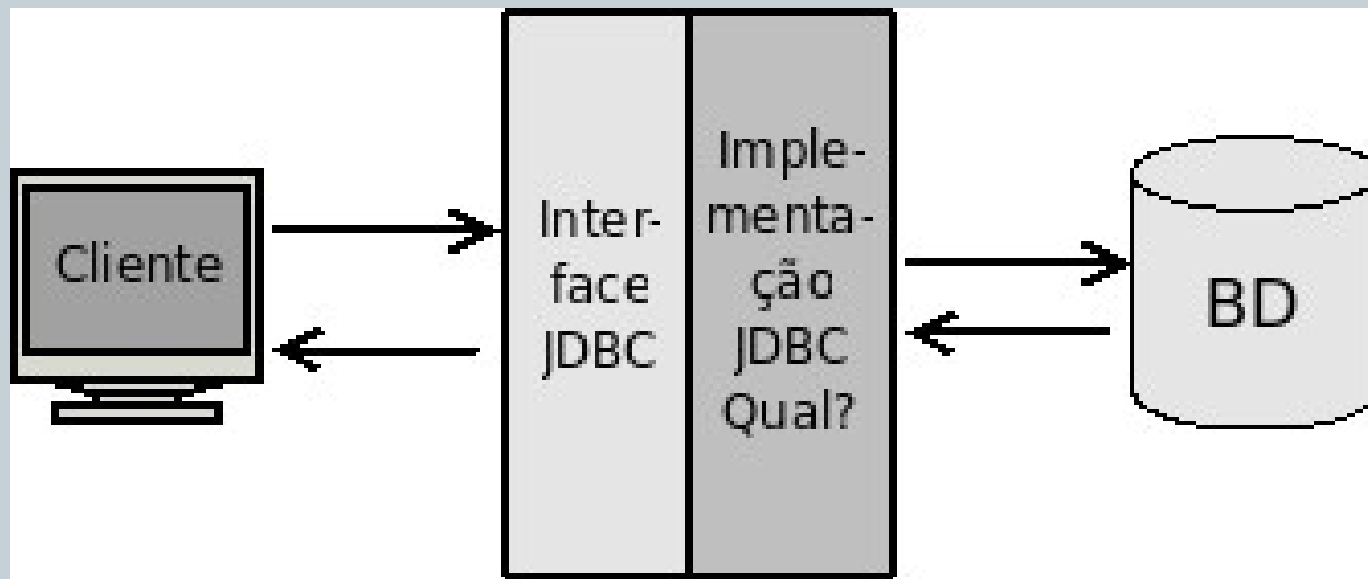 Cliente
Inter-
face
JDBC
Imple-
menta-
ção
JDBC
Qual?
BD